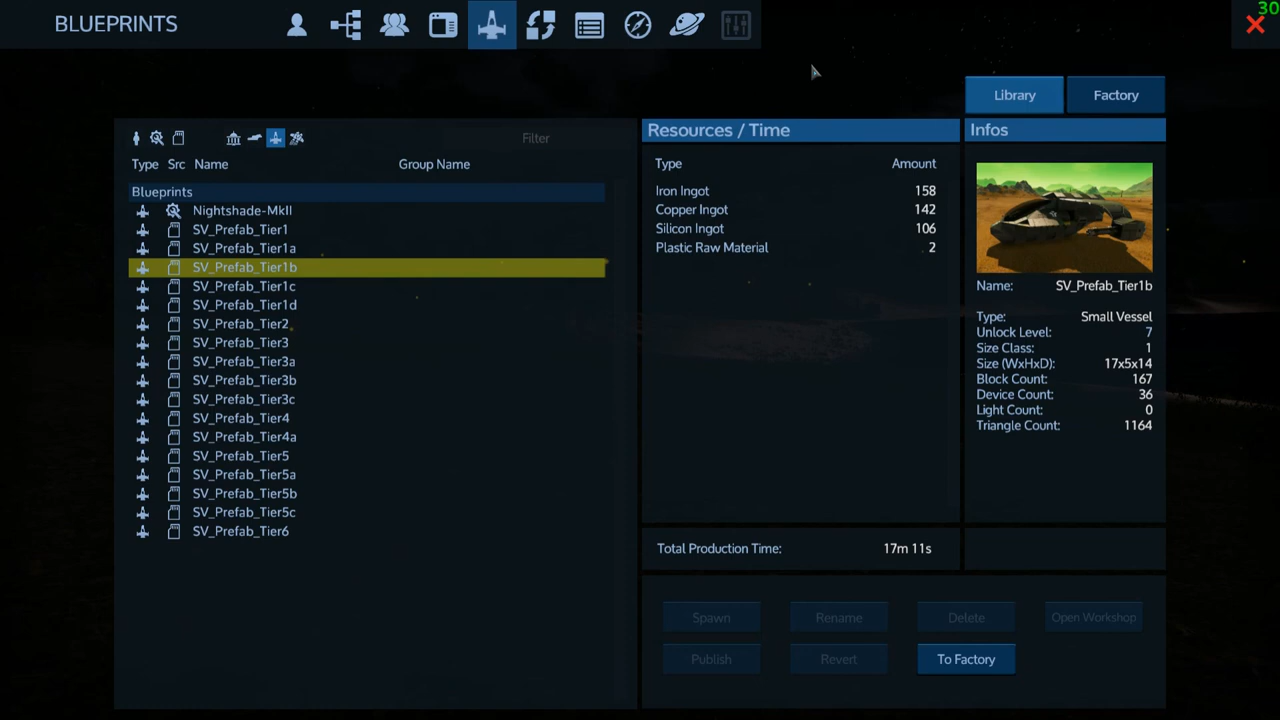 30
BLUEPRINTS
Library
Factory
Filter
Type Src Name Group Name
Blueprints
Nightshade-MkII
SV_Prefab_Tier1
SV_Prefab_Tier1a
SV_Prefab_Tier1b
SV_Prefab_Tier1c
SV_Prefab_Tier1d
SV_Prefab_Tier2
SV_Prefab_Tier3
SV_Prefab_Tier3a
SV_Prefab_Tier3b
SV_Prefab_Tier3c
SV_Prefab_Tier4
SV_Prefab_Tier4a
SV_Prefab_Tier5
SV_Prefab_Tier5a
SV_Prefab_Tier5b
SV_Prefab_Tier5c
SV_Prefab_Tier6
Resources / Time
Type Amount
Iron Ingot 158
Copper Ingot 142
Silicon Ingot 106
Plastic Raw Material 2
Total Production Time: 17m 11s
Infos
Name: SV_Prefab_Tier1b
Type: Small Vessel
Unlock Level: 7
Size Class: 1
Size (WxHxD) 17x5x14
Block Count: 167
Device Count: 36
Light Count: 0
Triangle Count: 1164
Spawn Rename Delete Open Workshop
Publish Revert To Factory